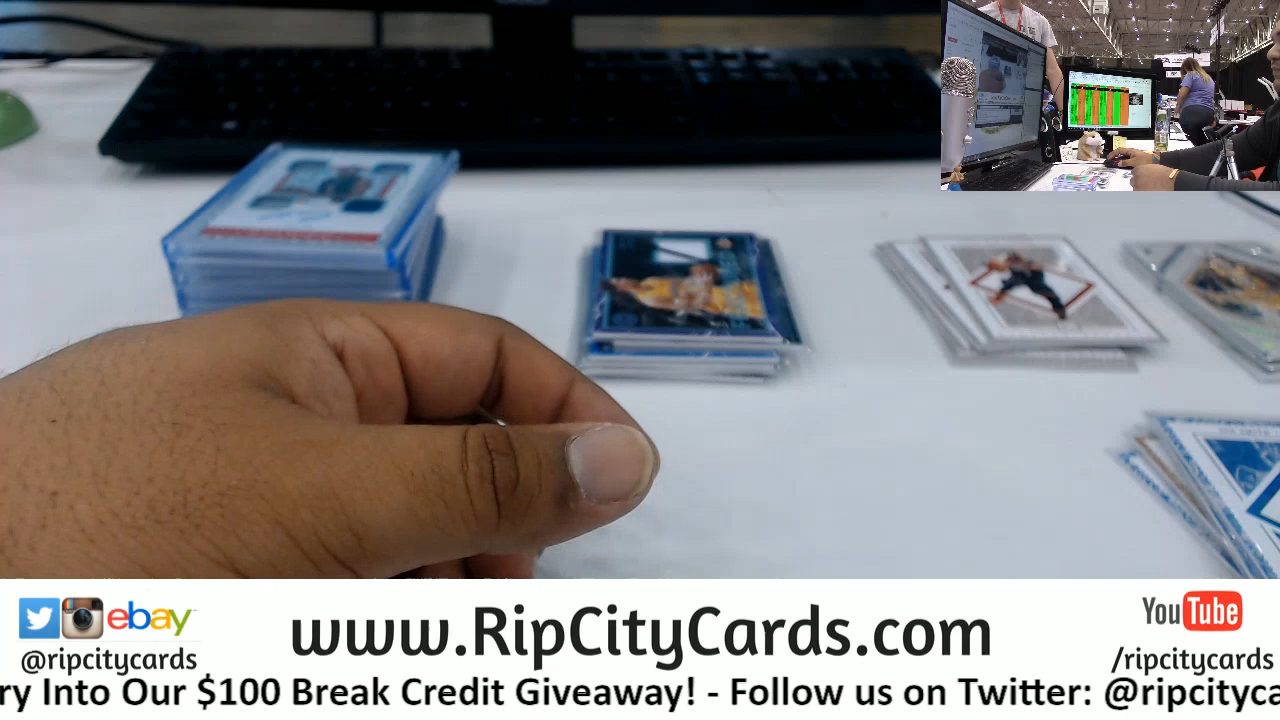 ebay
@ripcitycards
www.RipCityCards.com
YouTube
/ripcitycards
ry Into Our $100 Break Credit Giveaway! - Follow us on Twitter: @ripcityca